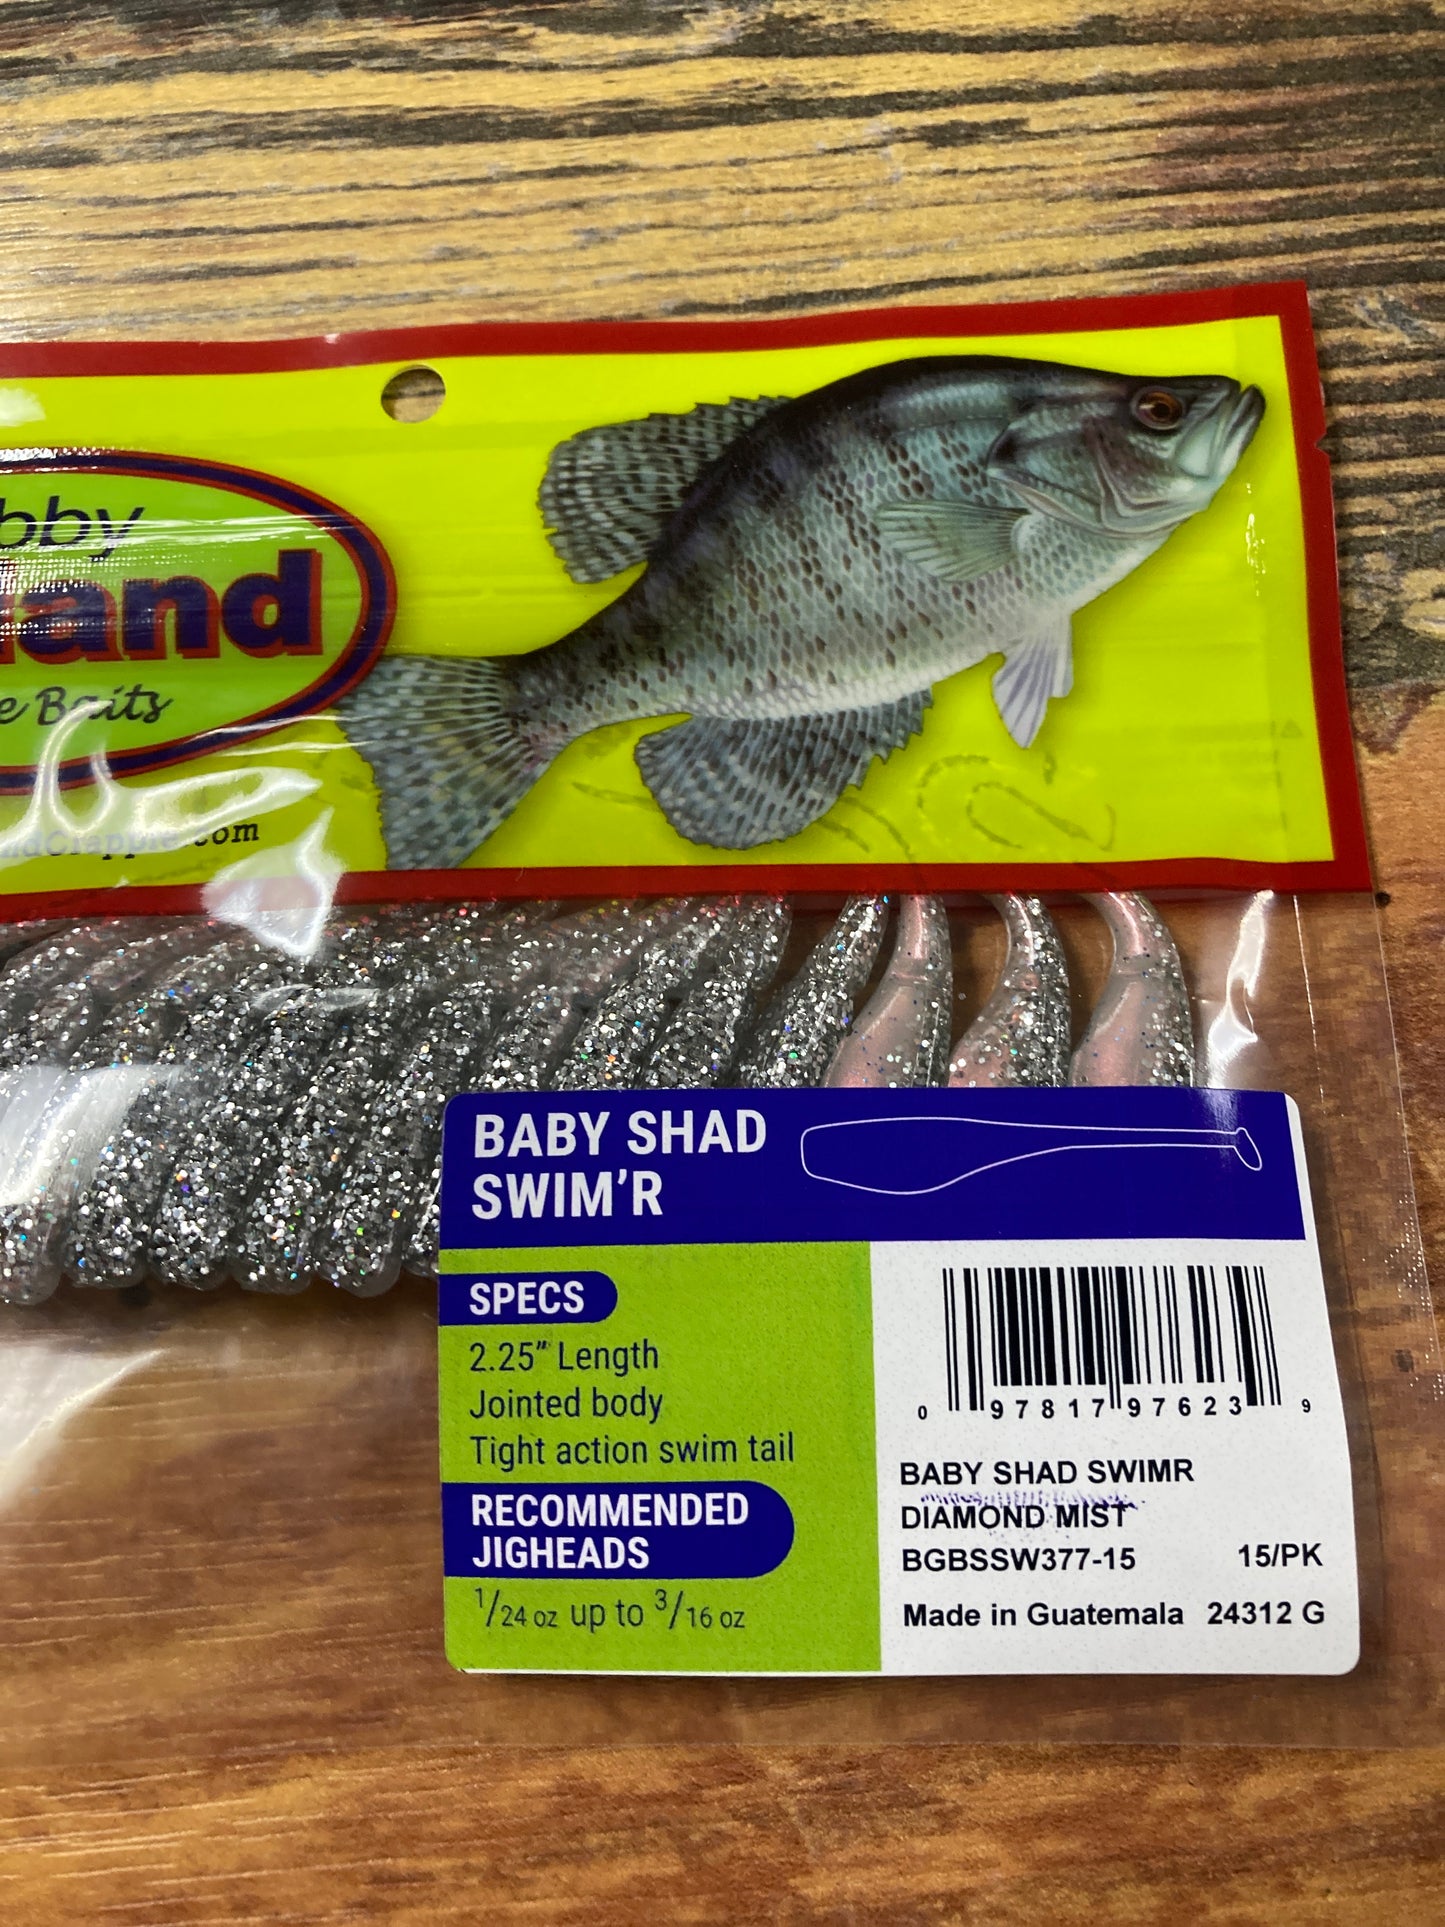 bby
land
e Baits
ndCrappie.com
BABY SHAD
SWIM'R
SPECS
2.25" Length
Jointed body
Tight action swim tail
RECOMMENDED
JIGHEADS
1/24 oz up to 3/16 oz
0 97817 97623 9
BABY SHAD SWIMR
DIAMOND MIST
BGBSSW377-15 15/PK
Made in Guatemala 24312 G